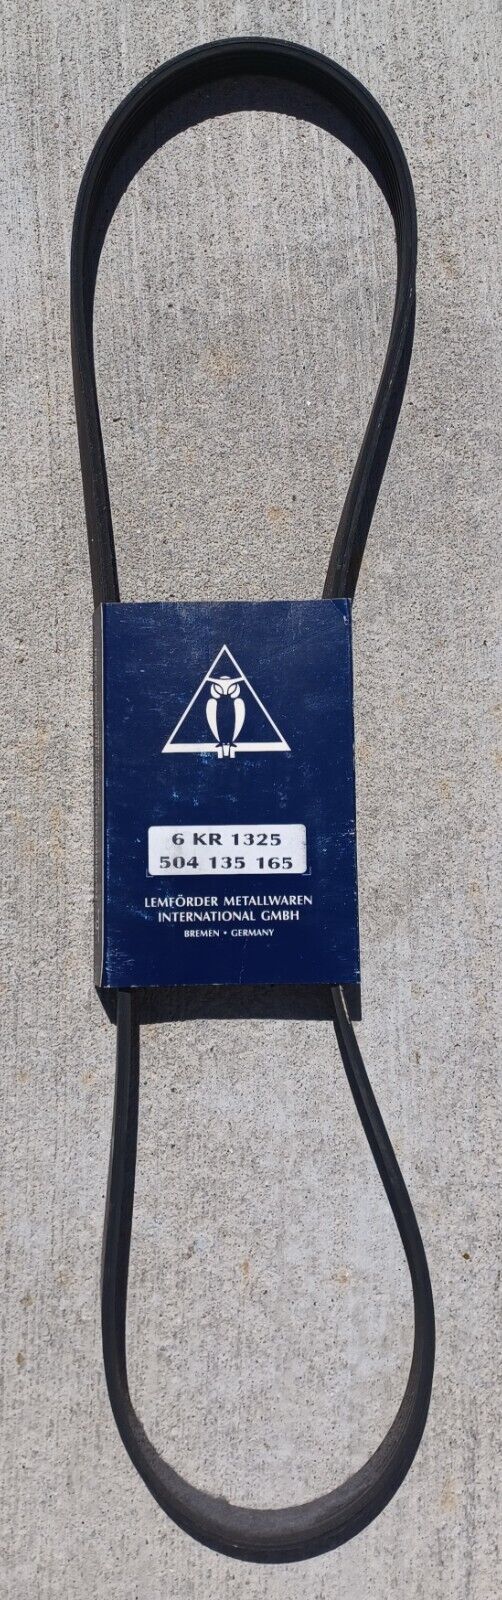 6 KR 1325
504 135 165
LEMFÖRDER METALLWAREN
INTERNATIONAL GMBH
BREMEN • GERMANY